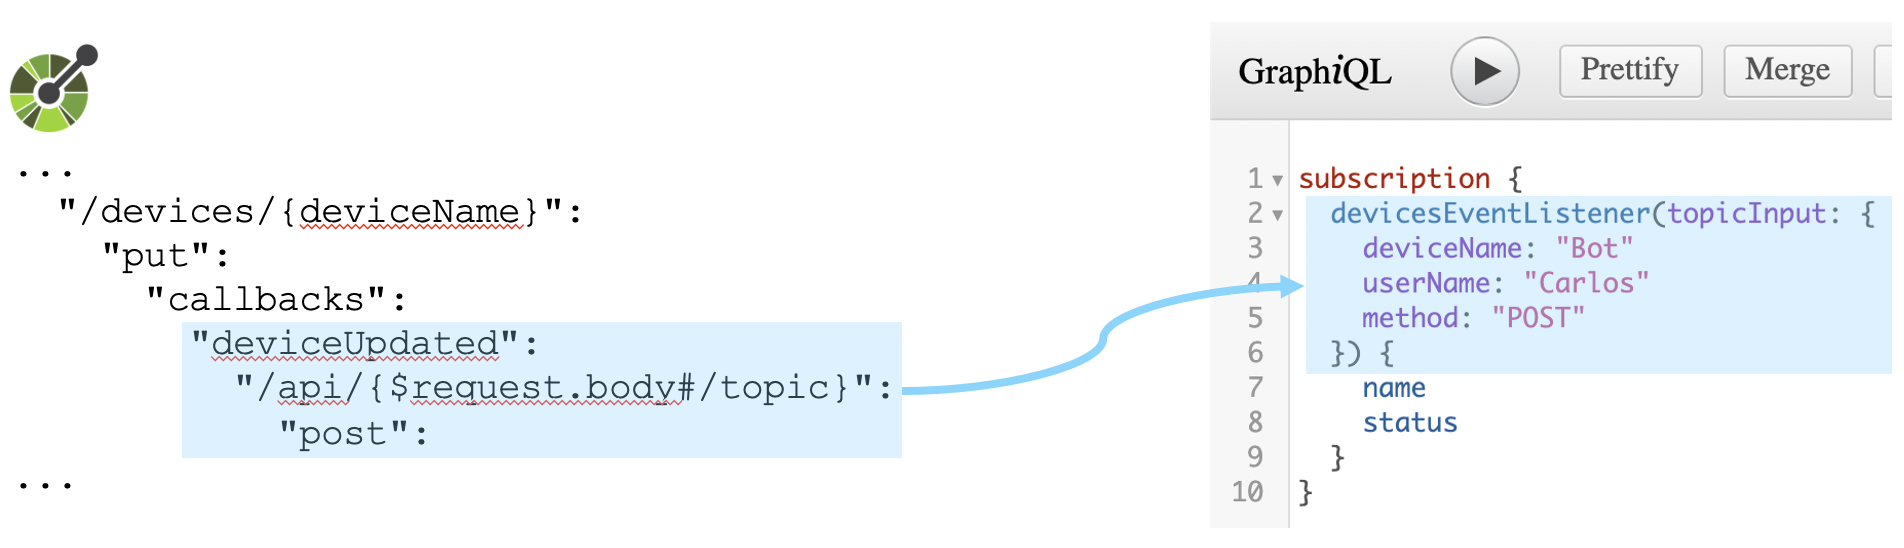 ...
"/devices/{deviceName}":
"put":
"callbacks":
"deviceUpdated":
"/api/{$request.body#/topic}":
"post":
...
GraphiQL
Prettify
Merge
1 subscription {
2 devicesEventListener(topicInput: {
3 deviceName: "Bot"
4 userName: "Carlos"
5 method: "POST"
6 }) {
7 name
8 status
9 }
10 }